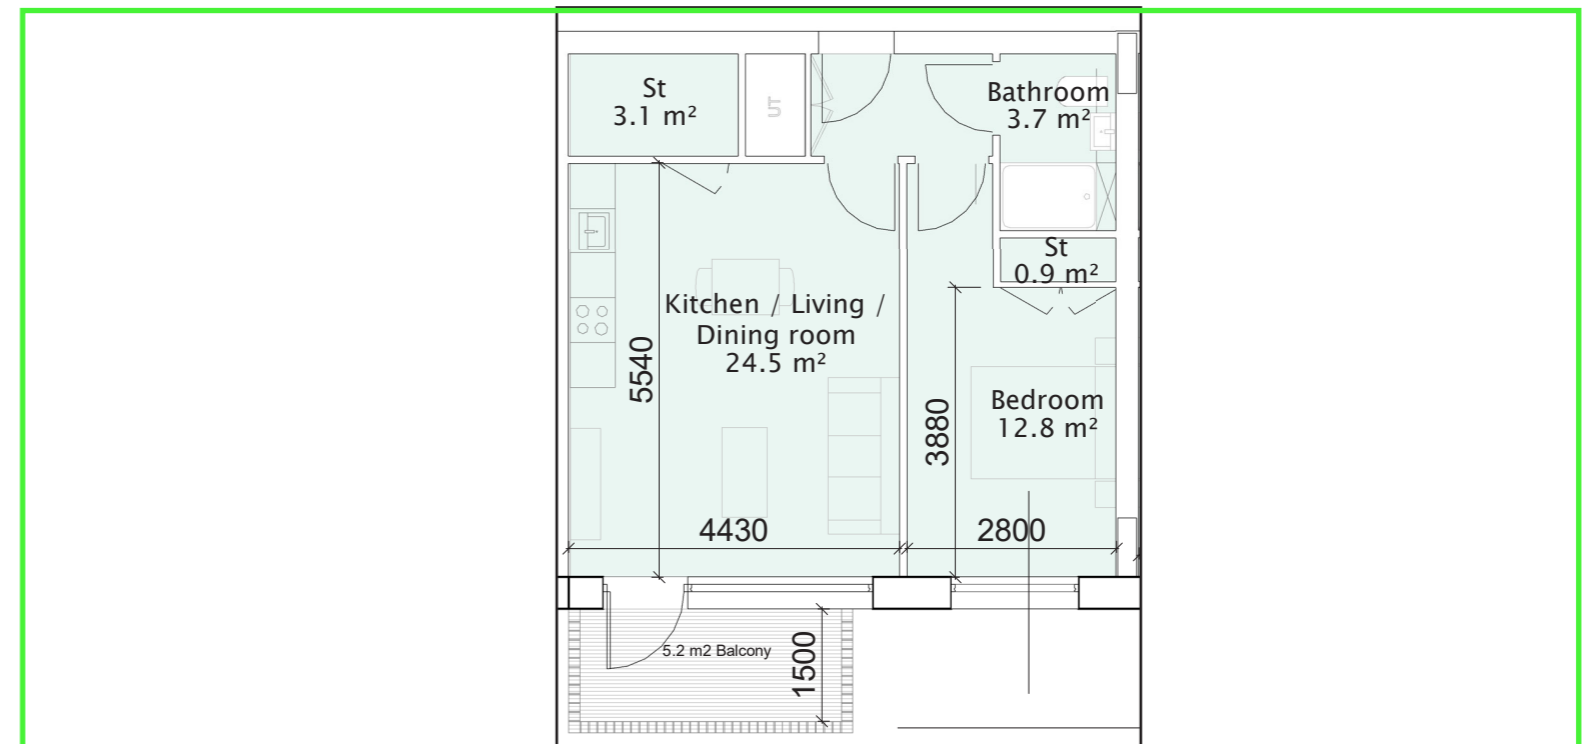 St
3.1 m²
Bathroom
3.7 m²
St
0.9 m²
Kitchen / Living /
Dining room
24.5 m²
5540
Bedroom
12.8 m²
3880
4430
2800
5.2 m2 Balcony
1500